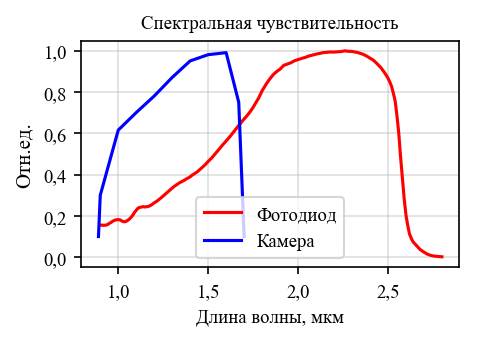 Спектральная чувствительность
Отн.ед.
1,0
0,8
0,6
0,4
0,2
0,0
Фотодиод
Камера
1,0 1,5 2,0 2,5
Длина волны, мкм